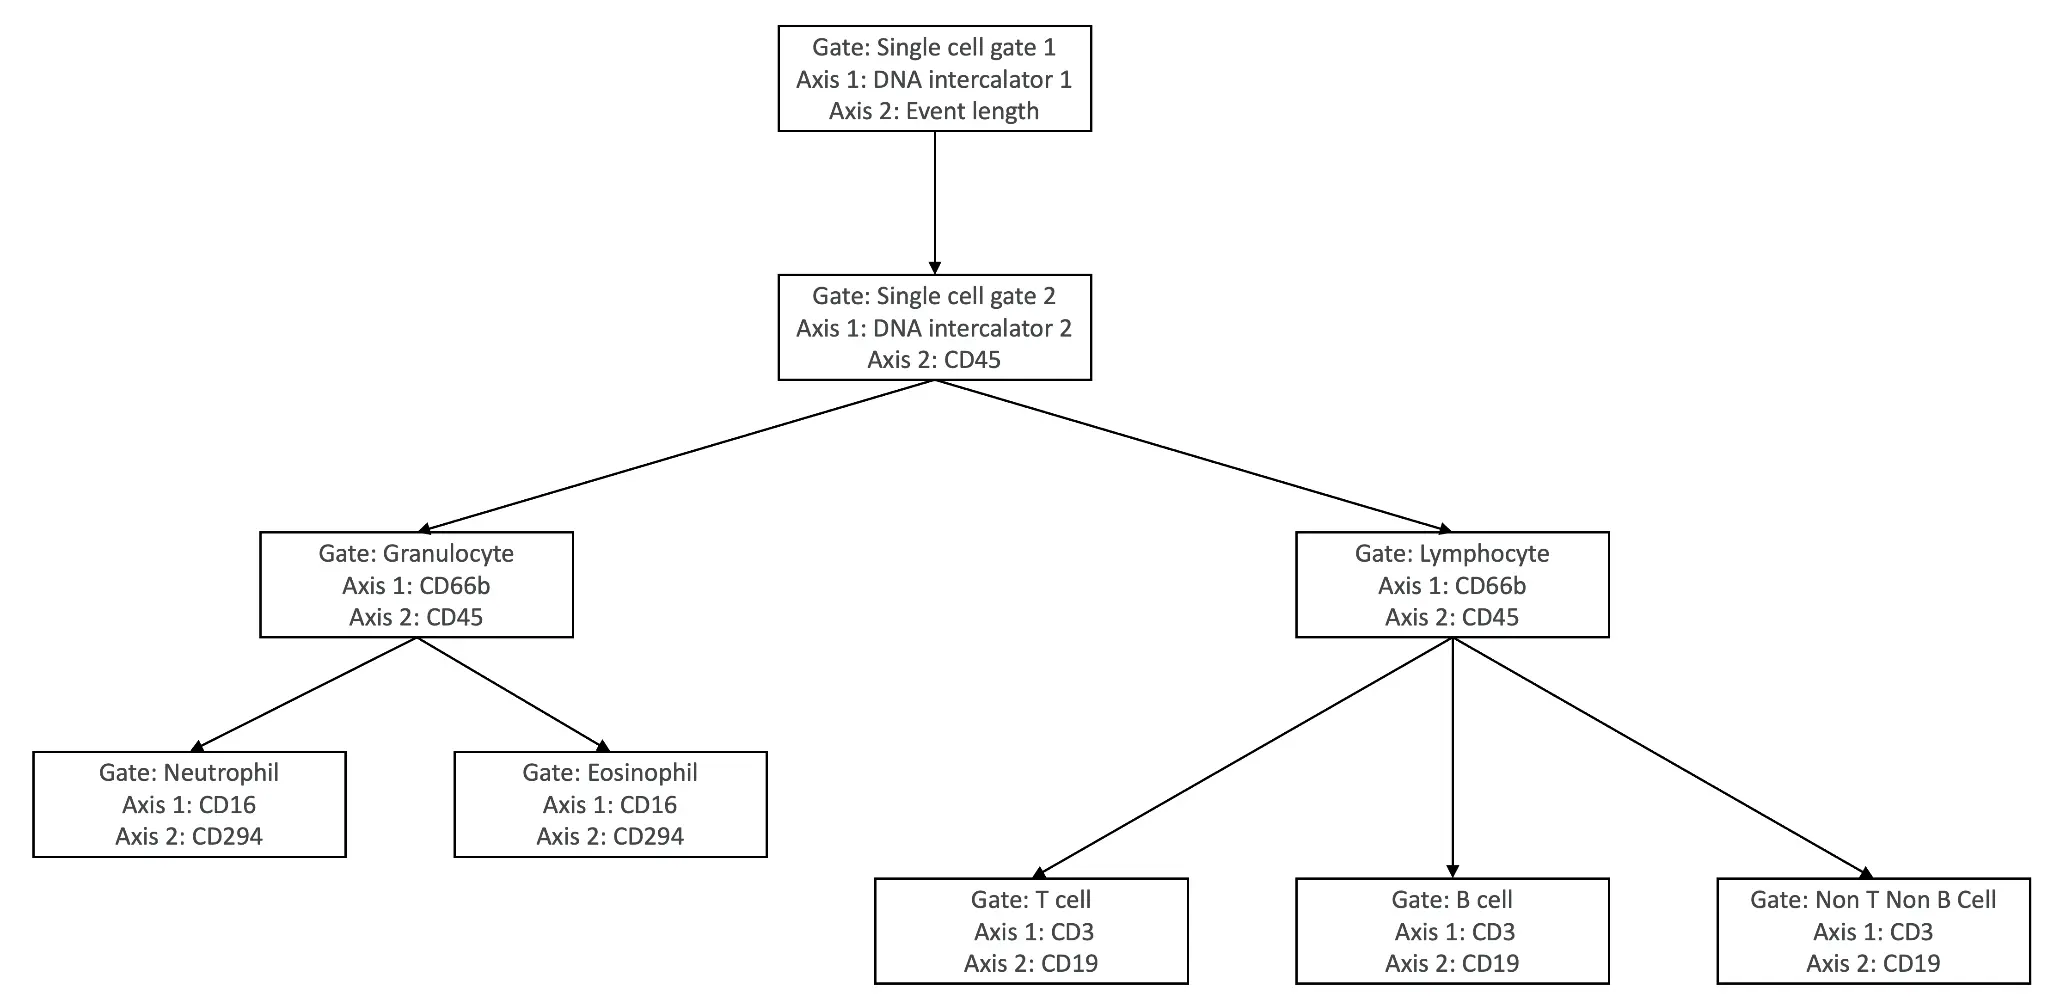 Gate: Single cell gate 1
Axis 1: DNA intercalator 1
Axis 2: Event length
Gate: Single cell gate 2
Axis 1: DNA intercalator 2
Axis 2: CD45
Gate: Granulocyte
Axis 1: CD66b
Axis 2: CD45
Gate: Lymphocyte
Axis 1: CD66b
Axis 2: CD45
Gate: Neutrophil
Axis 1: CD16
Axis 2: CD294
Gate: Eosinophil
Axis 1: CD16
Axis 2: CD294
Gate: T cell
Axis 1: CD3
Axis 2: CD19
Gate: B cell
Axis 1: CD3
Axis 2: CD19
Gate: Non T Non B Cell
Axis 1: CD3
Axis 2: CD19